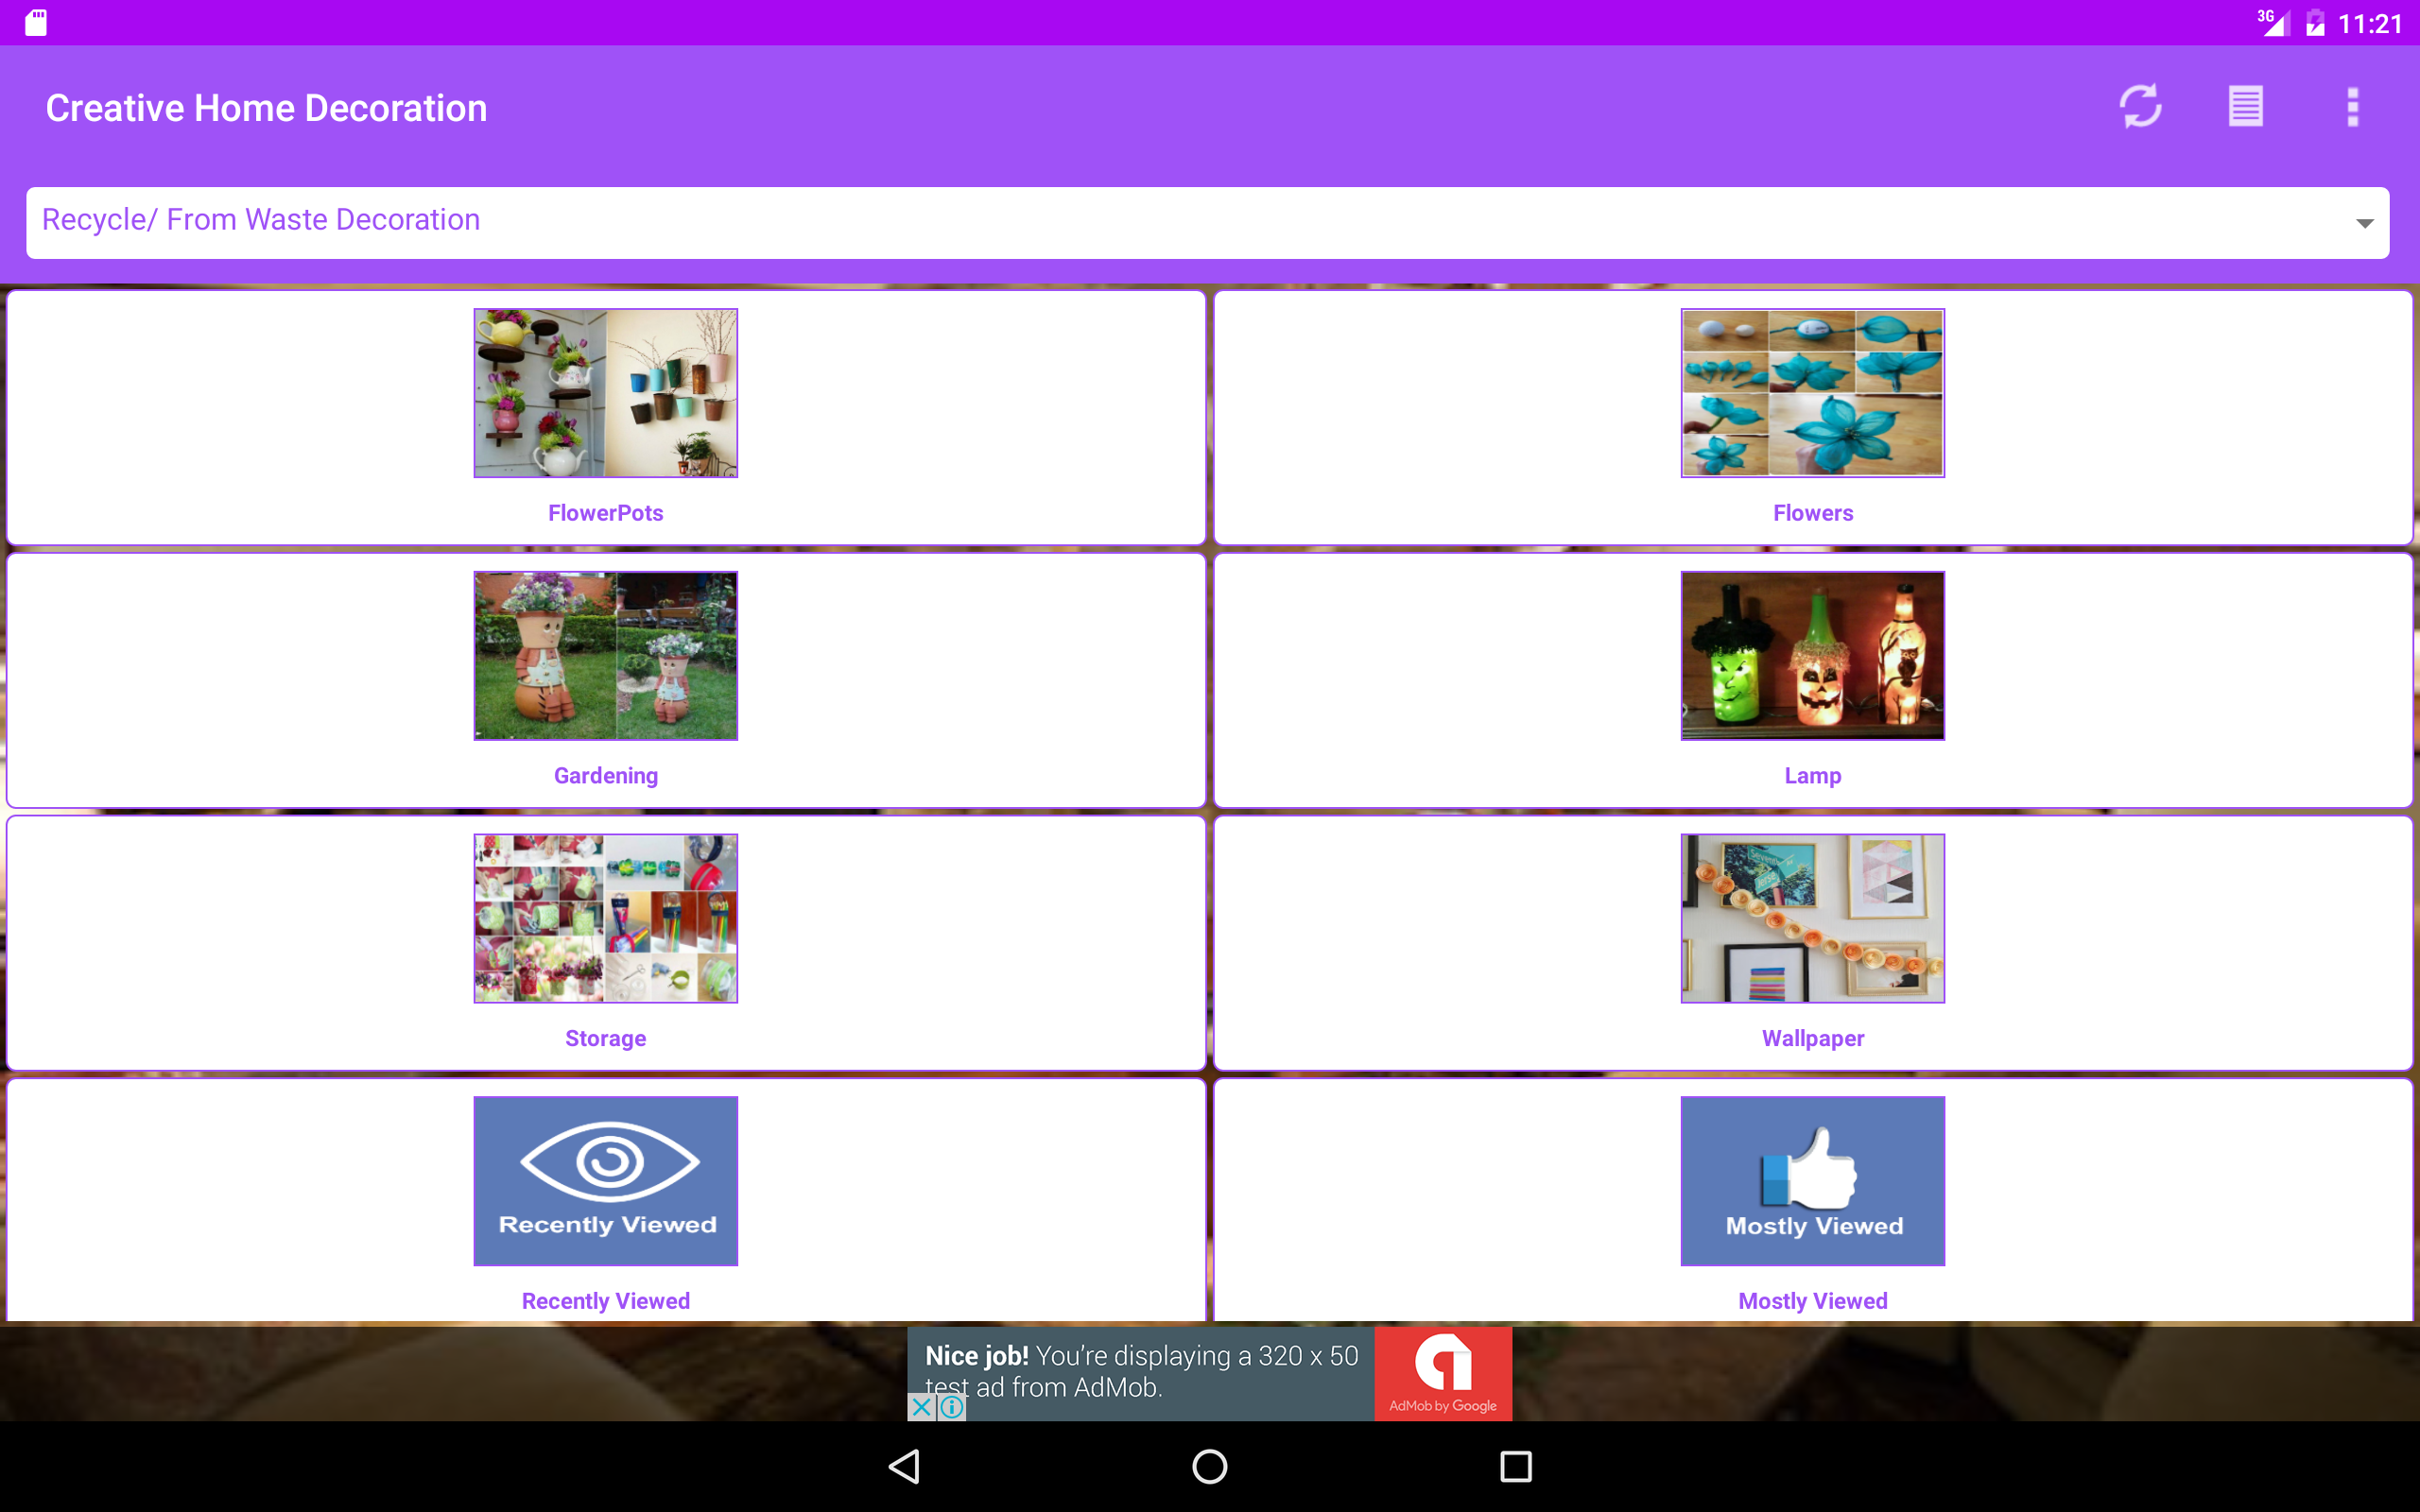 3G 11:21
Creative Home Decoration
Recycle/ From Waste Decoration
FlowerPots
Flowers
Gardening
Lamp
Storage
Wallpaper
Recently Viewed
Mostly Viewed
Recently Viewed
Mostly Viewed
Nice job! You're displaying a 320 x 50
test ad from AdMob.
AdMob by Google